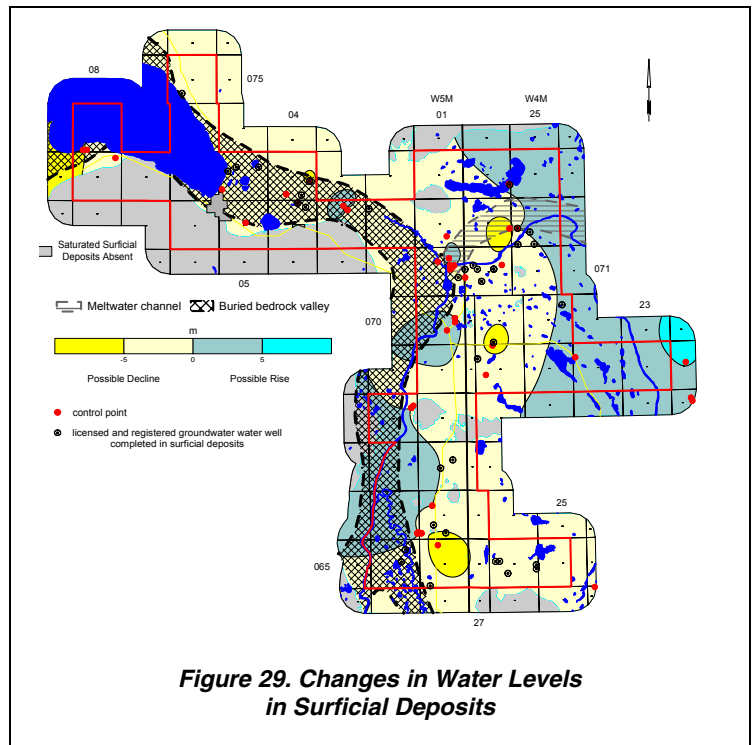 08
075
04
W5M
W4M
01
25
Saturated Surficial
Deposits Absent
05
071
Meltwater channel
Buried bedrock valley
23
070
m
-5
0
5
Possible Decline
Possible Rise
control point
licensed and registered groundwater water well
completed in surficial deposits
25
065
27
Figure 29. Changes in Water Levels
in Surficial Deposits